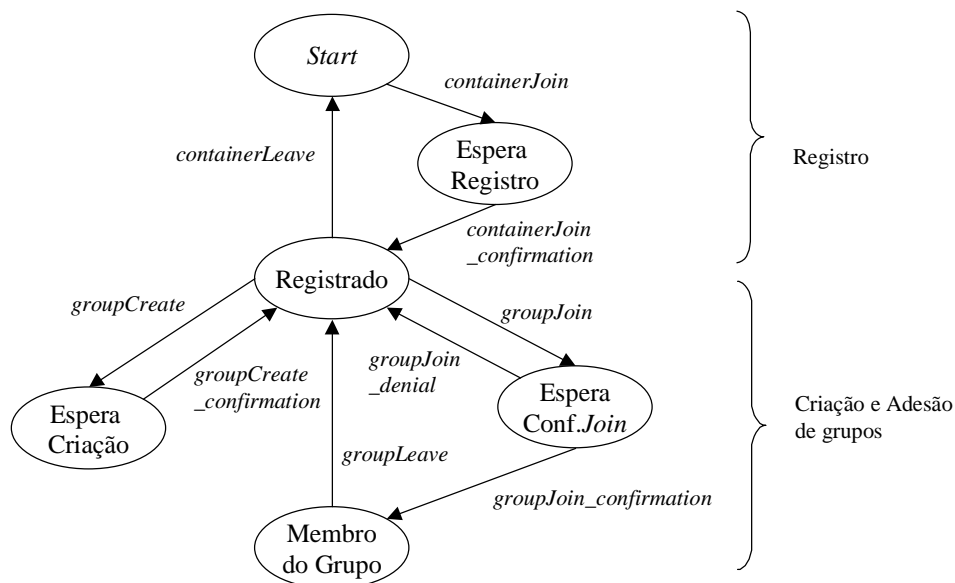 Start
containerJoin
containerLeave
Espera
Registro
Registro
containerJoin
_confirmation
Registrado
groupCreate
groupJoin
groupCreate
_confirmation
groupJoin
_denial
Espera
Criação
Espera
Conf.Join
Criação e Adesão
de grupos
groupLeave
groupJoin_confirmation
Membro
do Grupo